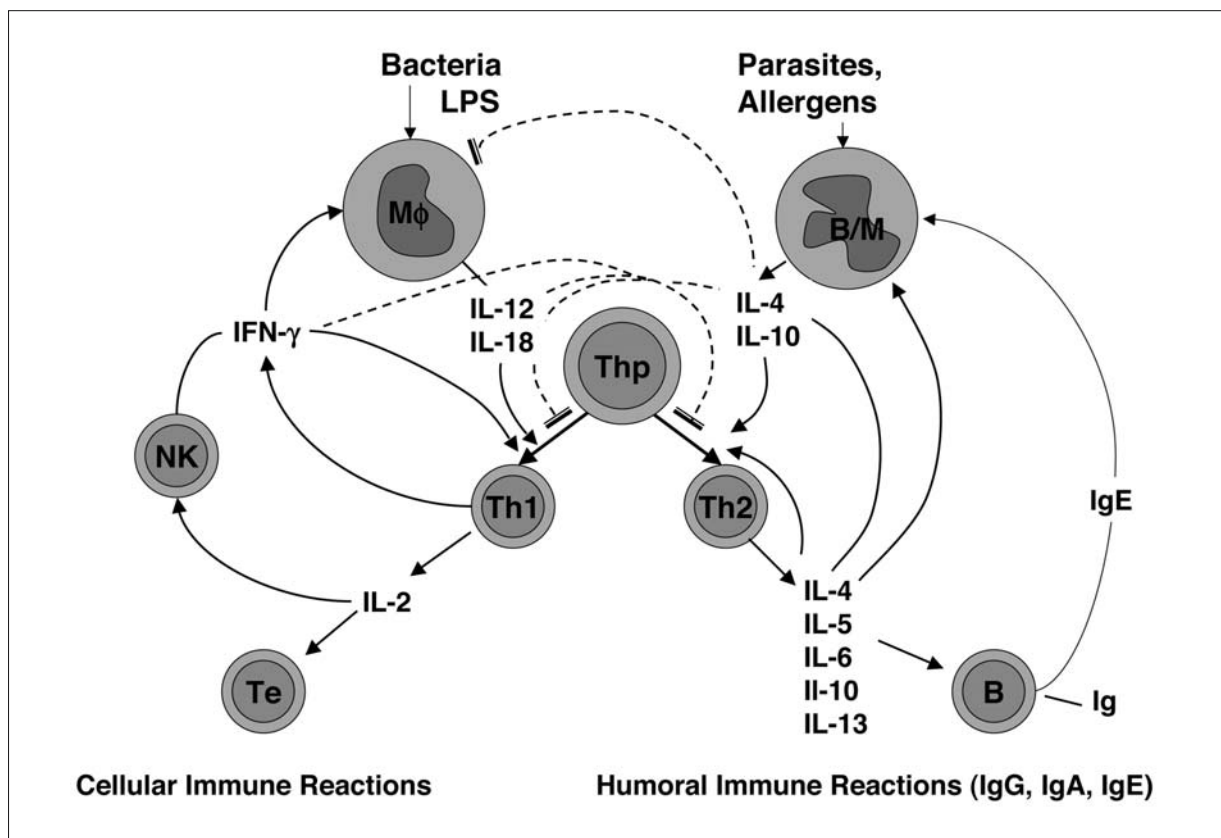 Bacteria
LPS
Parasites,
Allergens
Mϕ
B/M
IL-12
IL-18
IL-4
IL-10
IFN-γ
Thp
NK
Th1
Th2
IgE
IL-2
IL-4
IL-5
IL-6
Il-10
IL-13
Te
B
Ig
Cellular Immune Reactions
Humoral Immune Reactions (IgG, IgA, IgE)